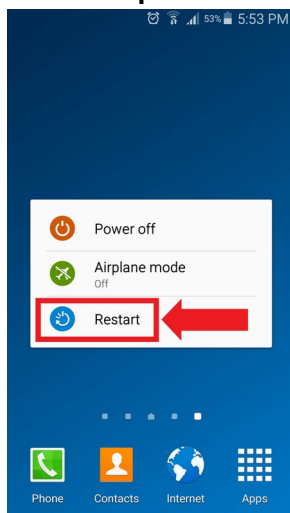 53% 5:53 PM
Power off
Airplane mode
Off
Restart
Phone Contacts Internet Apps